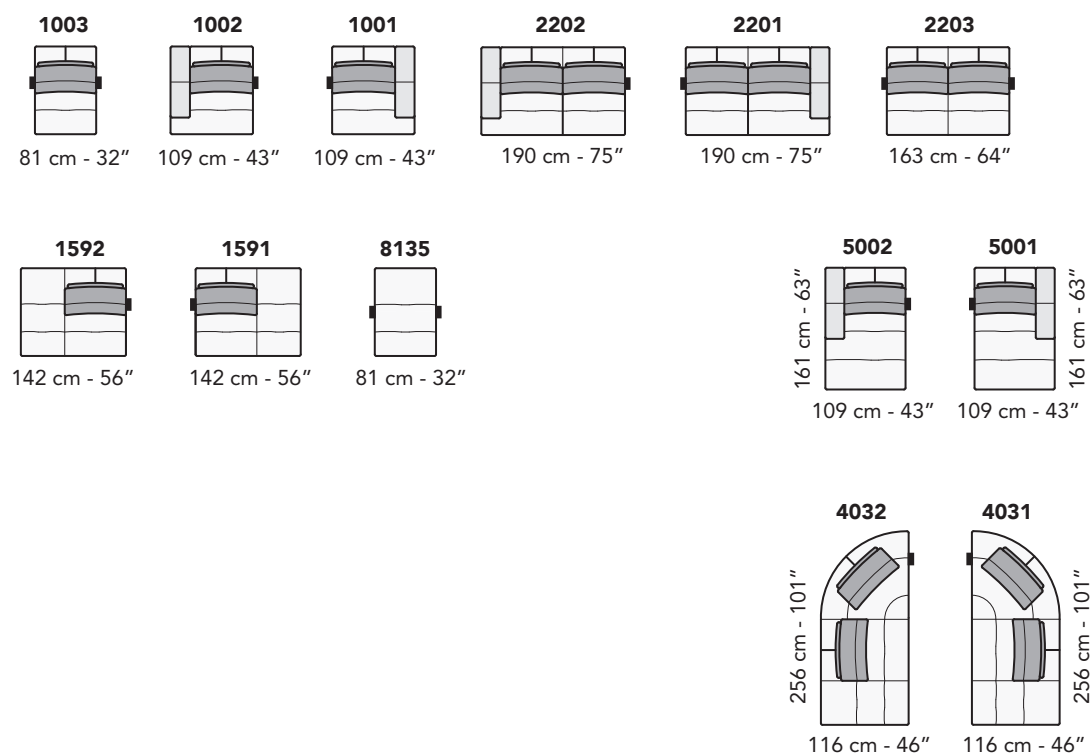 1003
1002
1001
2202
2201
2203
81 cm - 32”
109 cm - 43”
109 cm - 43”
190 cm - 75”
190 cm - 75”
163 cm - 64”
1592
1591
8135
5002
5001
161 cm - 63”
161 cm - 63”
142 cm - 56”
142 cm - 56”
81 cm - 32”
109 cm - 43”
109 cm - 43”
4032
4031
256 cm - 101”
256 cm - 101”
116 cm - 46”
116 cm - 46”